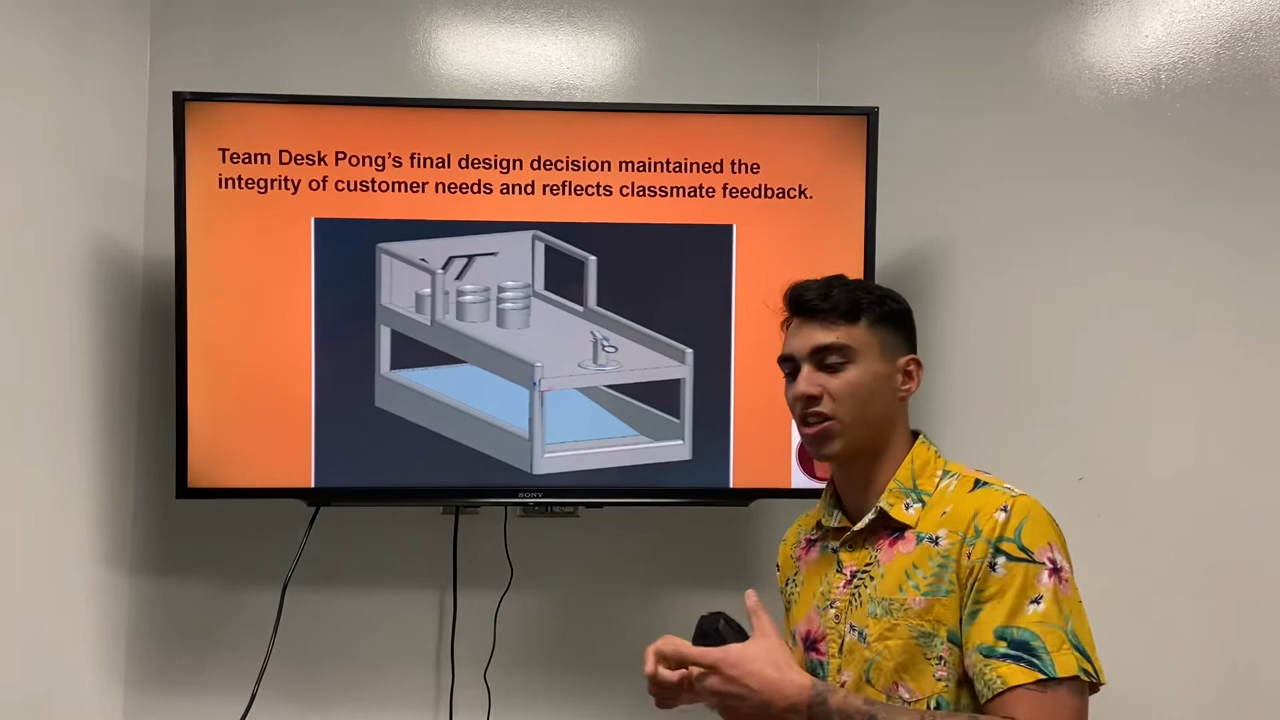 Team Desk Pong's final design decision maintained the
integrity of customer needs and reflects classmate feedback.
SONY